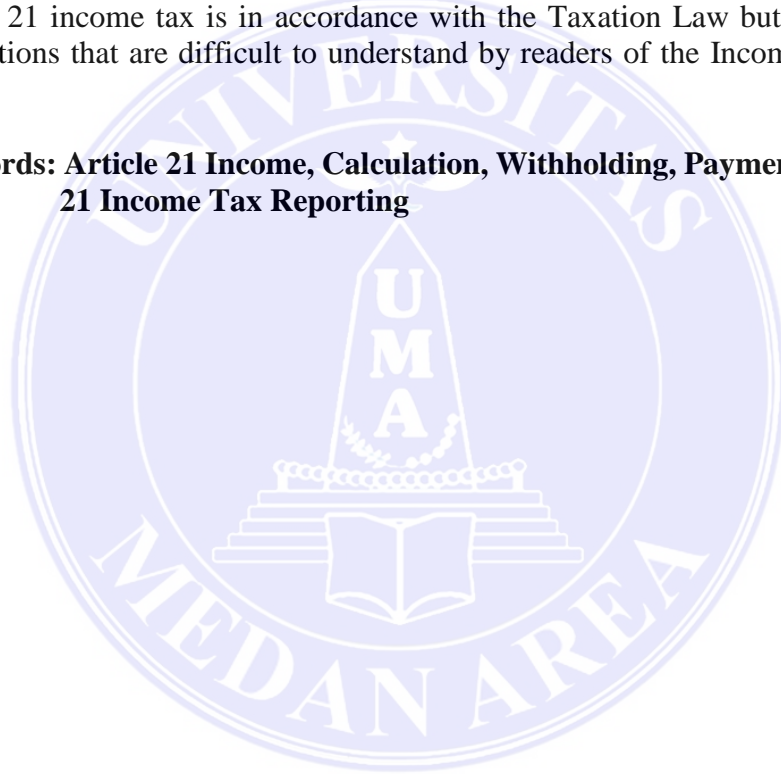 21 income tax is in accordance with the Taxation Law but
tions that are difficult to understand by readers of the Incom
rds: Article 21 Income, Calculation, Withholding, Paymen
21 Income Tax Reporting
UNIVERSITAS
U
M
A
MEDAN AREA